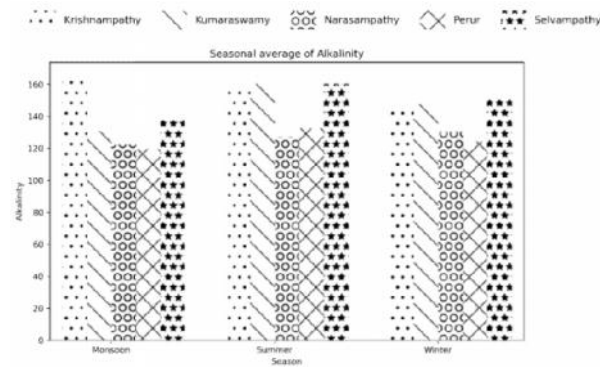 Krishnampathy Kumaraswamy Narasampathy Perur Selvampathy
Seasonal average of Alkalinity
160
140
120
100
80
60
40
20
0
Alkalinity
Monsoon Summer Winter
Season